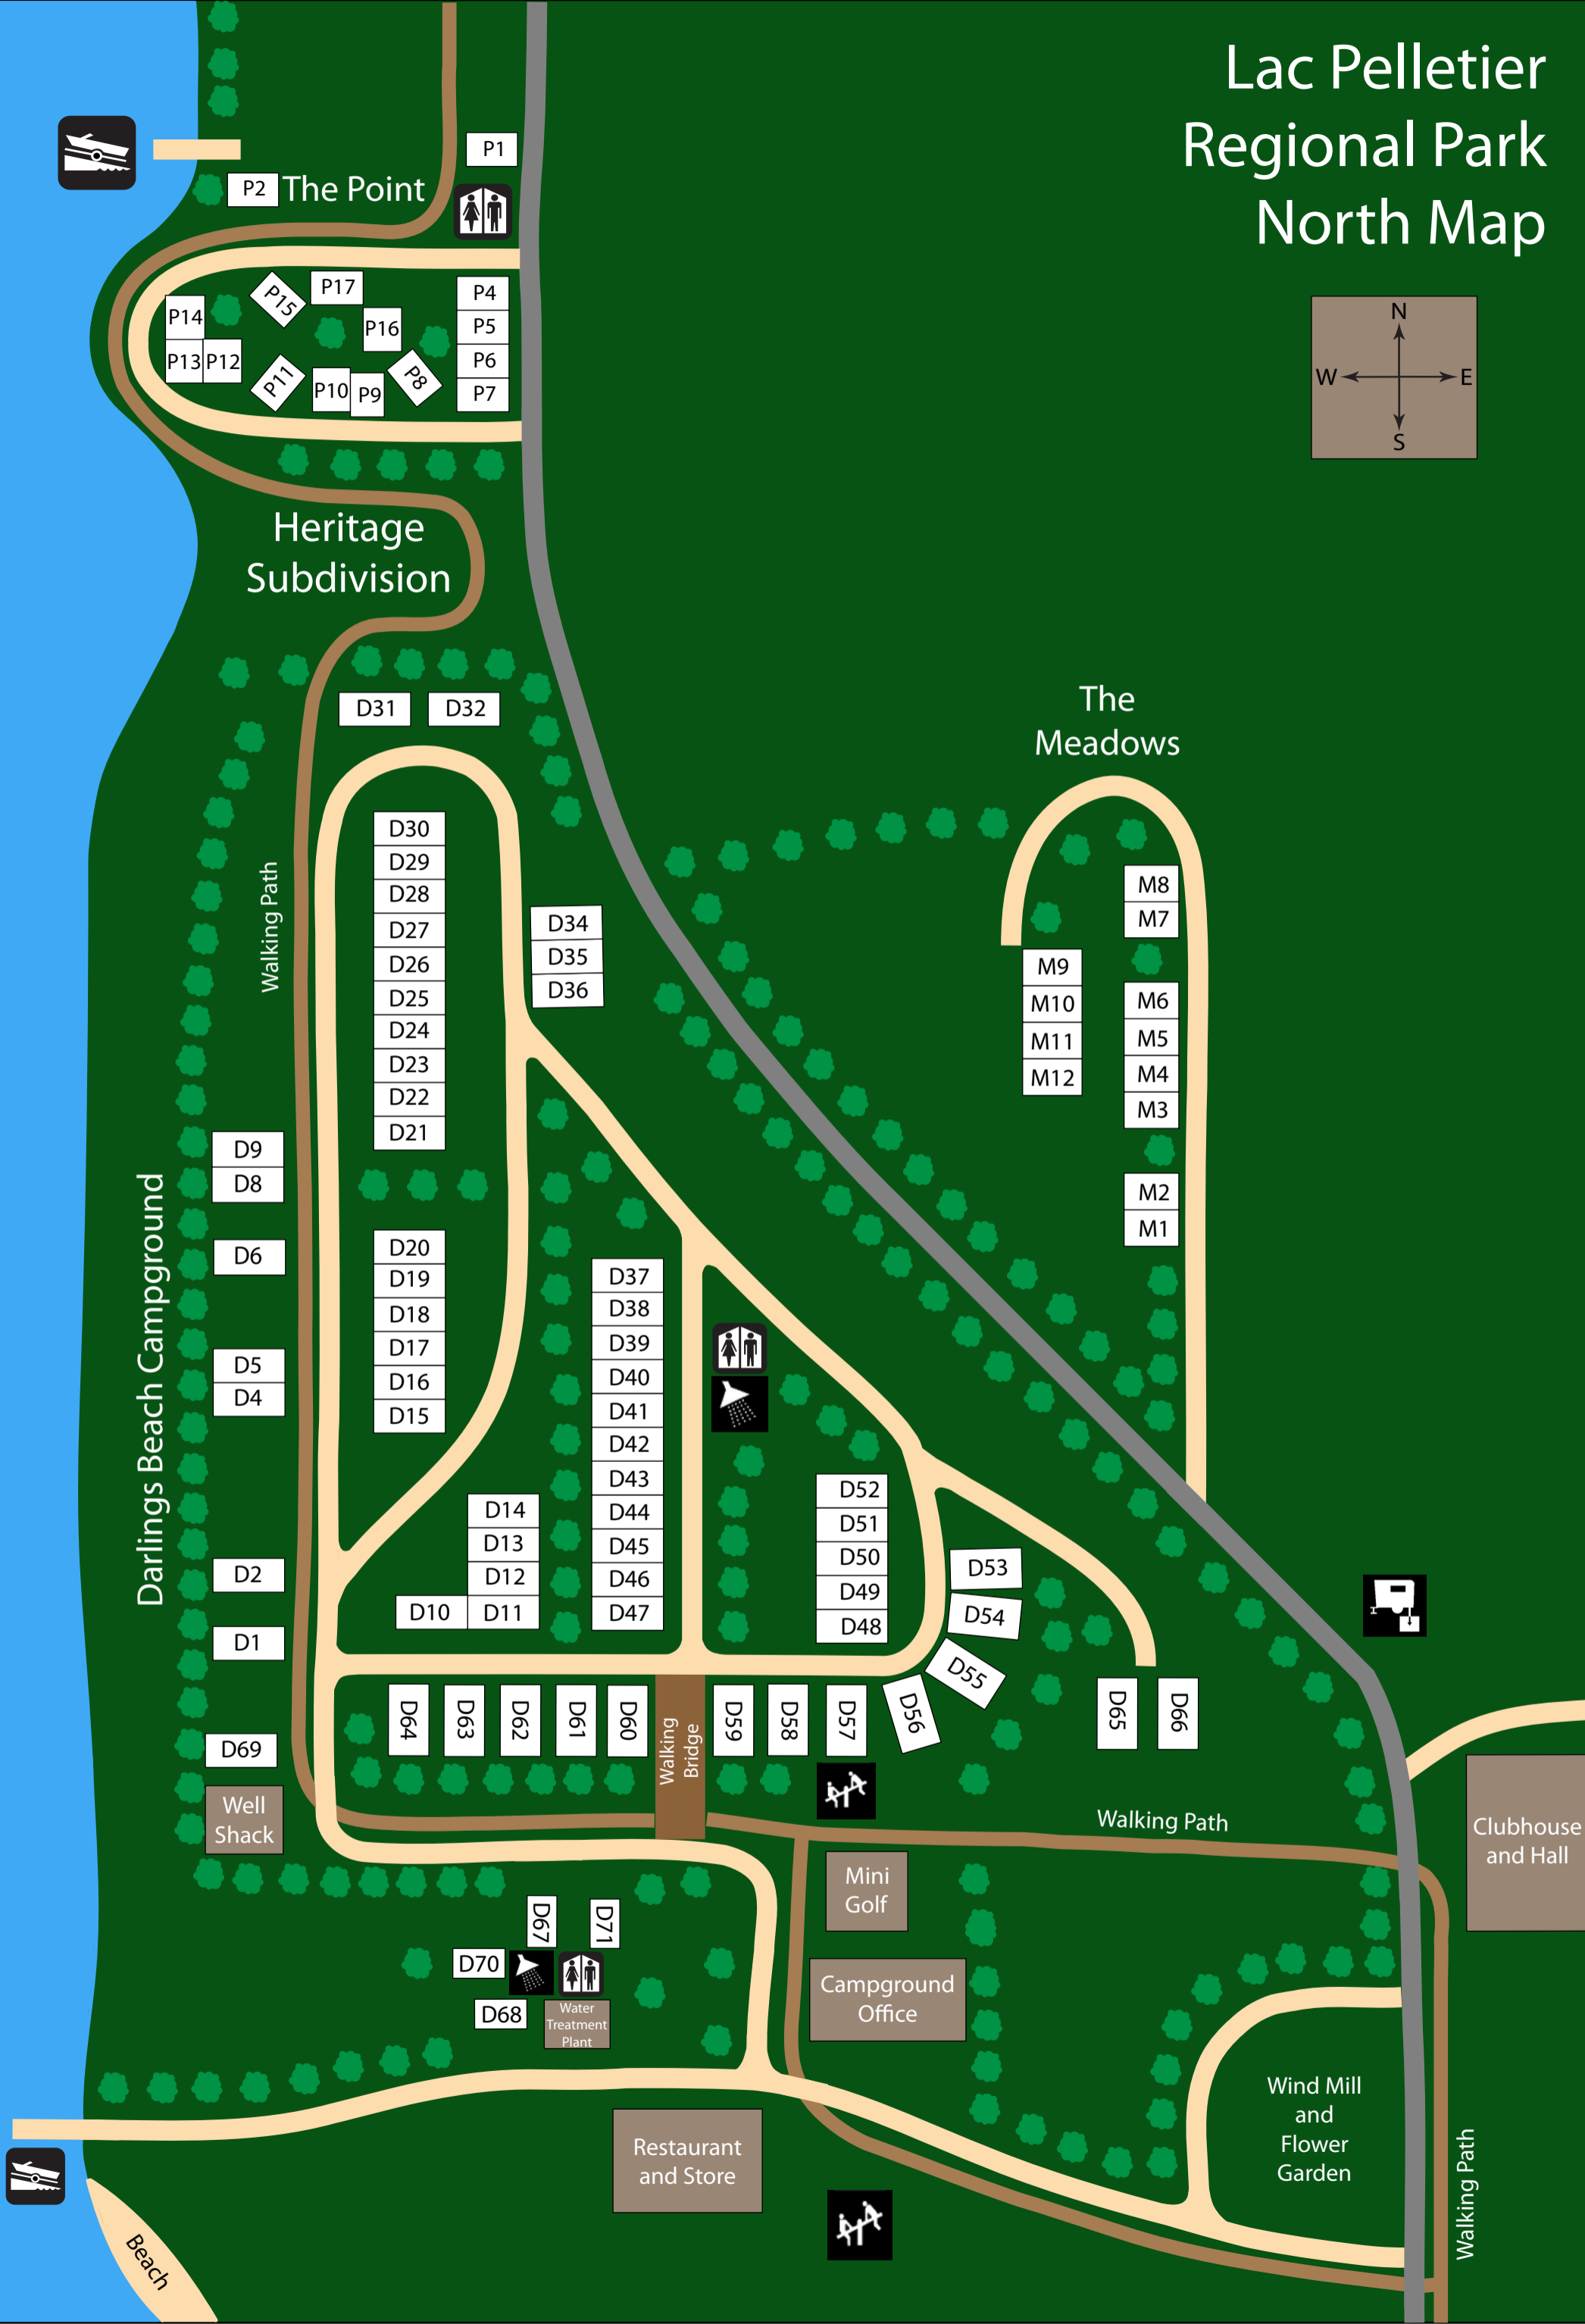 Lac Pelletier
Regional Park
North Map
N
W
E
S
P1
P2
The Point
P17
P15
P14
P16
P4
P5
P6
P7
P13
P12
P11
P10
P9
P8
Heritage
Subdivision
D31
D32
The
Meadows
D30
D29
D28
D27
D26
D25
D24
D23
D22
D21
Walking Path
D34
D35
D36
M8
M7
M9
M10
M11
M12
M6
M5
M4
M3
M2
M1
Darlings Beach Campground
D9
D8
D6
D5
D4
D2
D1
D69
D20
D19
D18
D17
D16
D15
D14
D13
D12
D10
D11
D37
D38
D39
D40
D41
D42
D43
D44
D45
D46
D47
D52
D51
D50
D49
D48
D53
D54
D55
D56
D64
D63
D62
D61
D60
Walking
Bridge
D59
D58
D57
D65
D66
Well
Shack
Walking Path
Clubhouse
and Hall
Mini
Golf
D67
D71
D70
D68
Water
Treatment
Plant
Campground
Office
Wind Mill
and
Flower
Garden
Restaurant
and Store
Walking Path
Beach